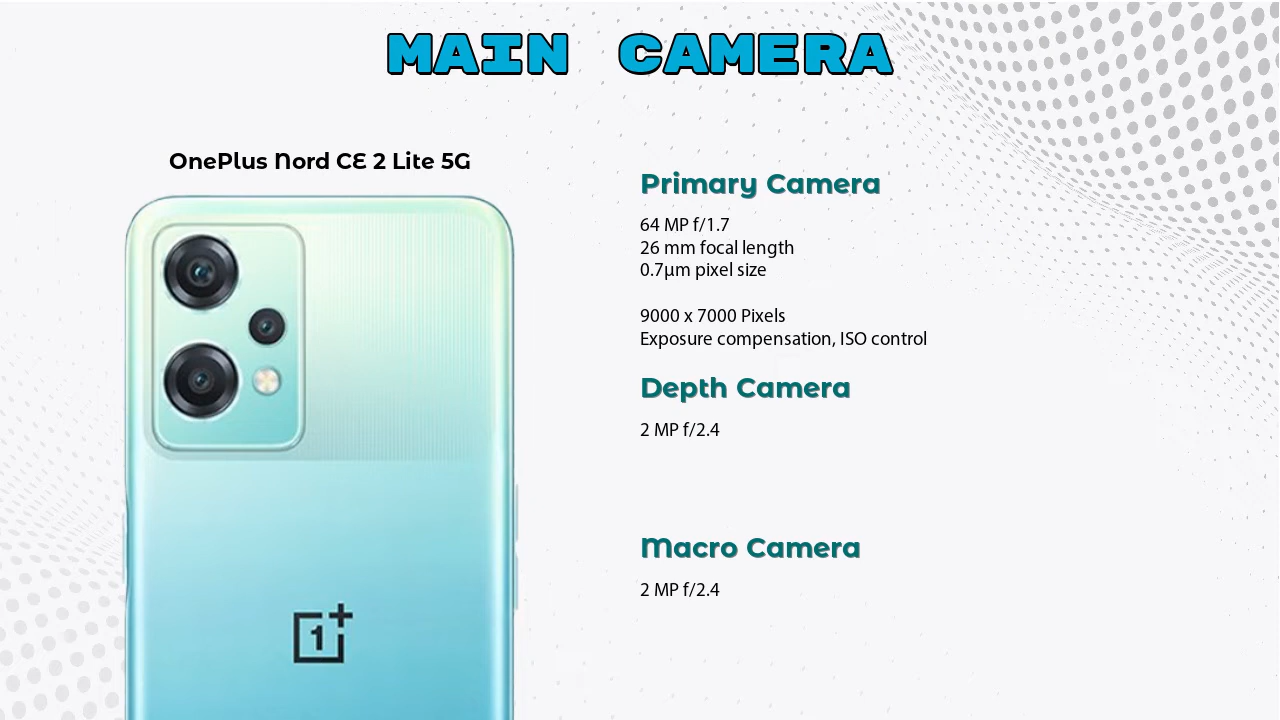 MAIN CAMERA
OnePlus Nord CE 2 Lite 5G
Primary Camera
64 MP f/1.7
26 mm focal length
0.7µm pixel size
9000 x 7000 Pixels
Exposure compensation, ISO control
Depth Camera
2 MP f/2.4
Macro Camera
2 MP f/2.4
1+